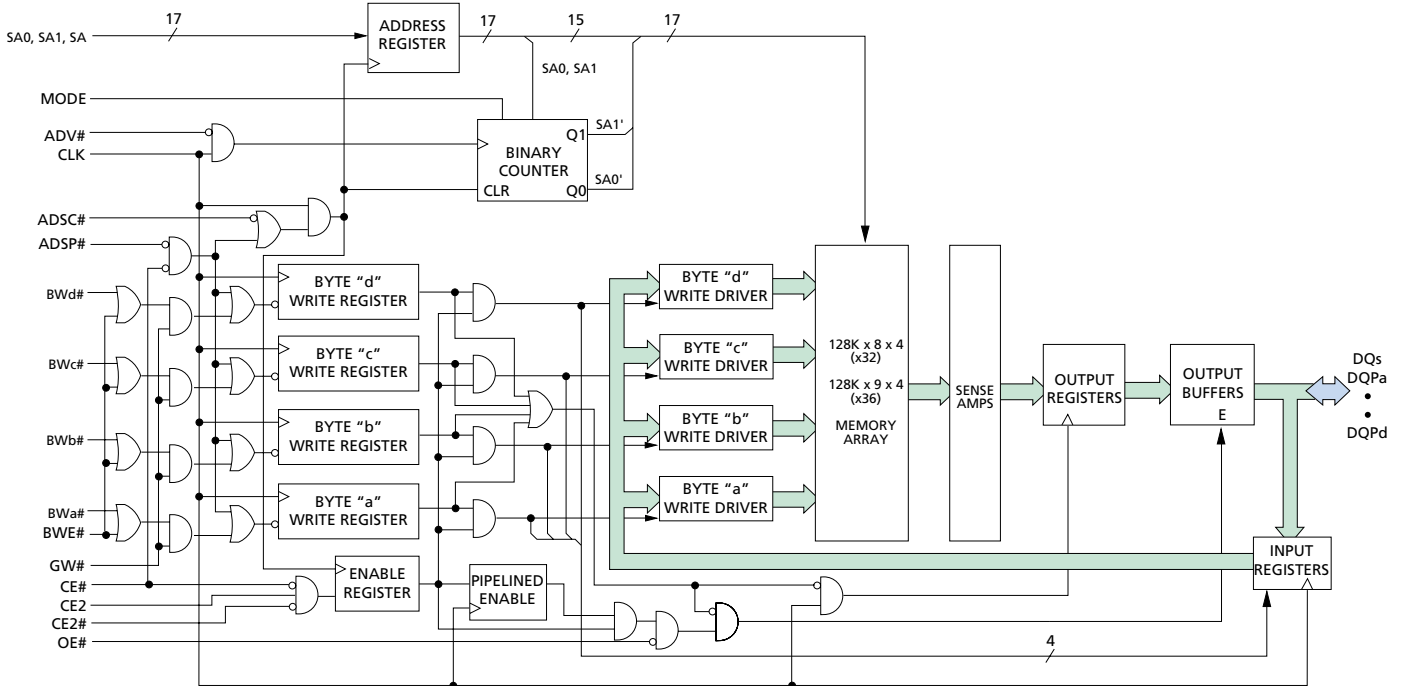 17
ADDRESS
REGISTER
17
15
17
SA0, SA1, SA
SA0, SA1
MODE
ADV#
CLK
BINARY
COUNTER
Q1
SA1'
CLR
Q0
SA0'
ADSC#
ADSP#
BYTE “d”
WRITE REGISTER
BYTE “d”
WRITE DRIVER
BWd#
BYTE “c”
WRITE REGISTER
BYTE “c”
WRITE DRIVER
BWc#
BYTE “b”
WRITE REGISTER
BYTE “b”
WRITE DRIVER
BWb#
BYTE “a”
WRITE REGISTER
BYTE “a”
WRITE DRIVER
BWa#
BWE#
128K x 8 x 4
(x32)
128K x 9 x 4
(x36)
MEMORY
ARRAY
SENSE
AMPS
OUTPUT
REGISTERS
OUTPUT
BUFFERS
E
DQs
DQPa
•
•
DQPd
GW#
CE#
CE2
CE2#
OE#
ENABLE
REGISTER
PIPELINED
ENABLE
INPUT
REGISTERS
4